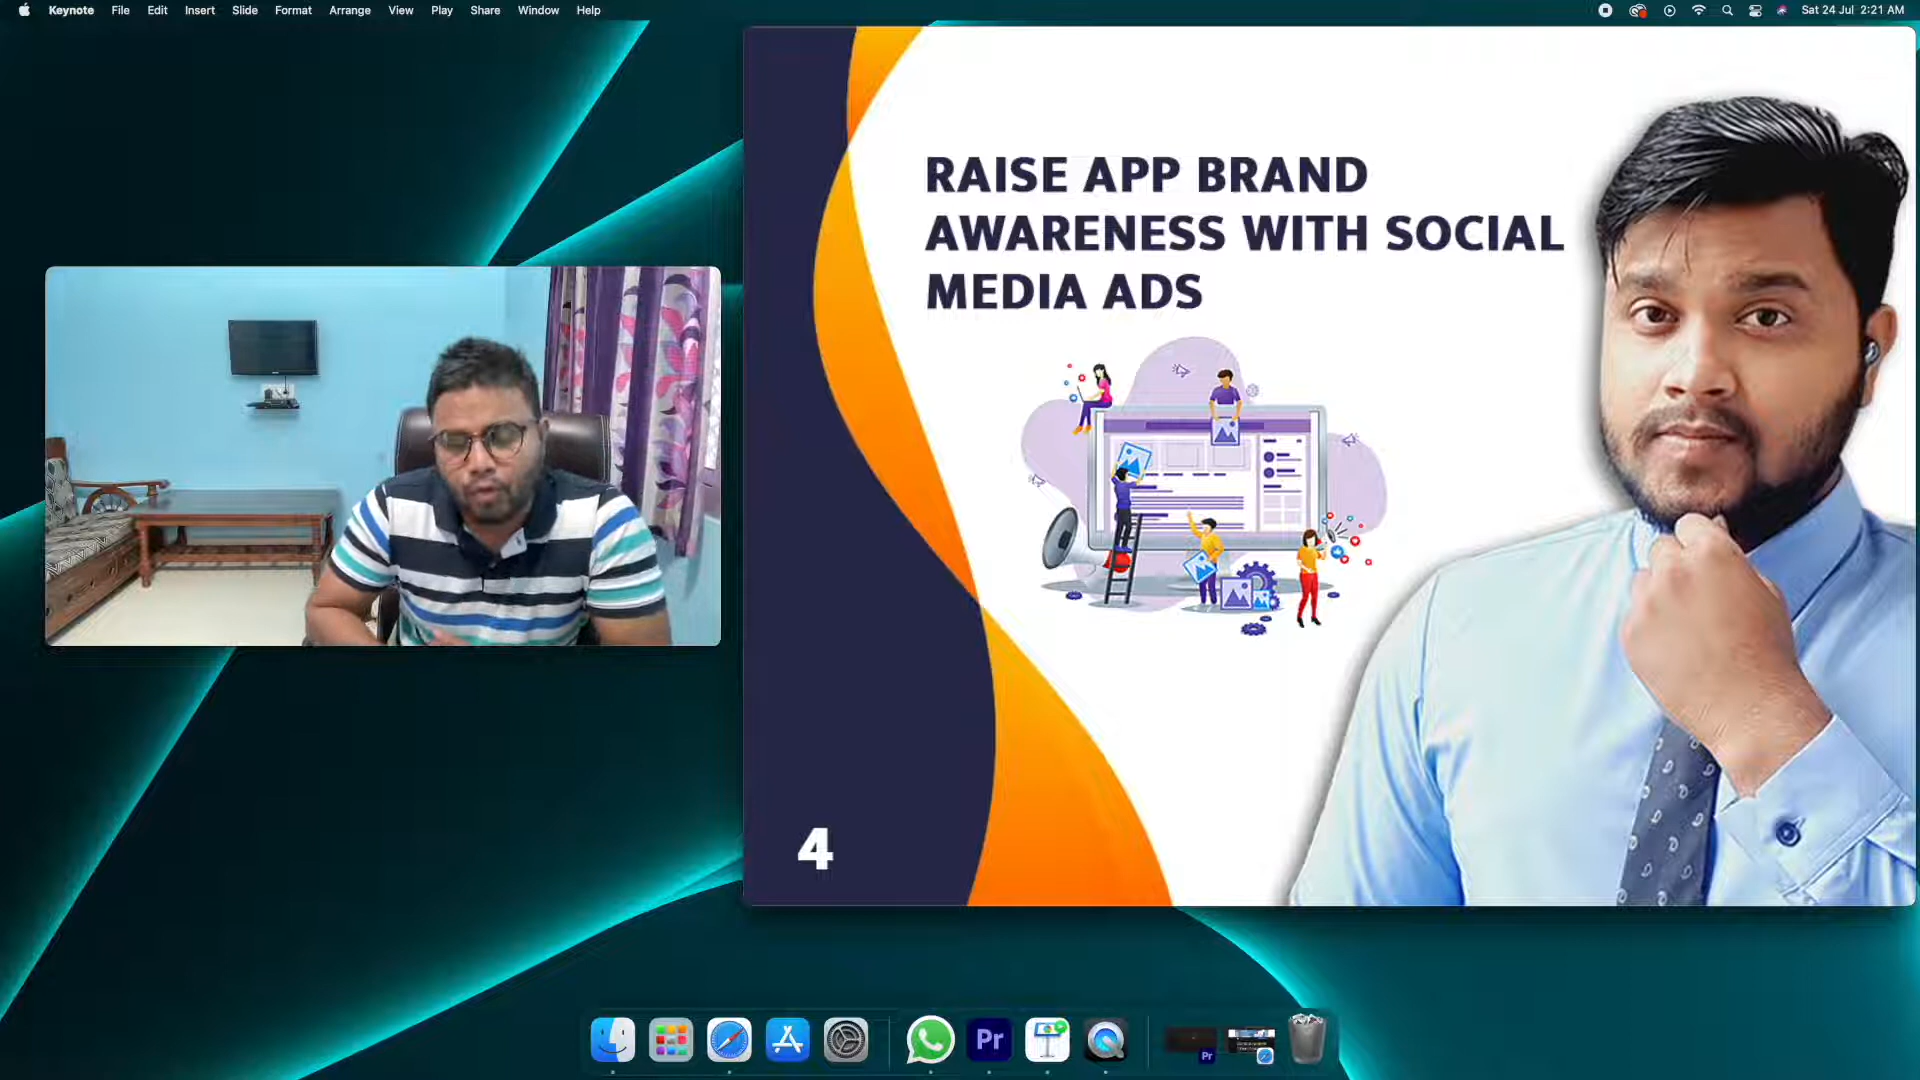 Keynote File Edit Insert Slide Format Arrange View Play Share Window Help Sat 24 Jul 2:21 AM
RAISE APP BRAND
AWARENESS WITH SOCIAL
MEDIA ADS
4
Pr
Pr